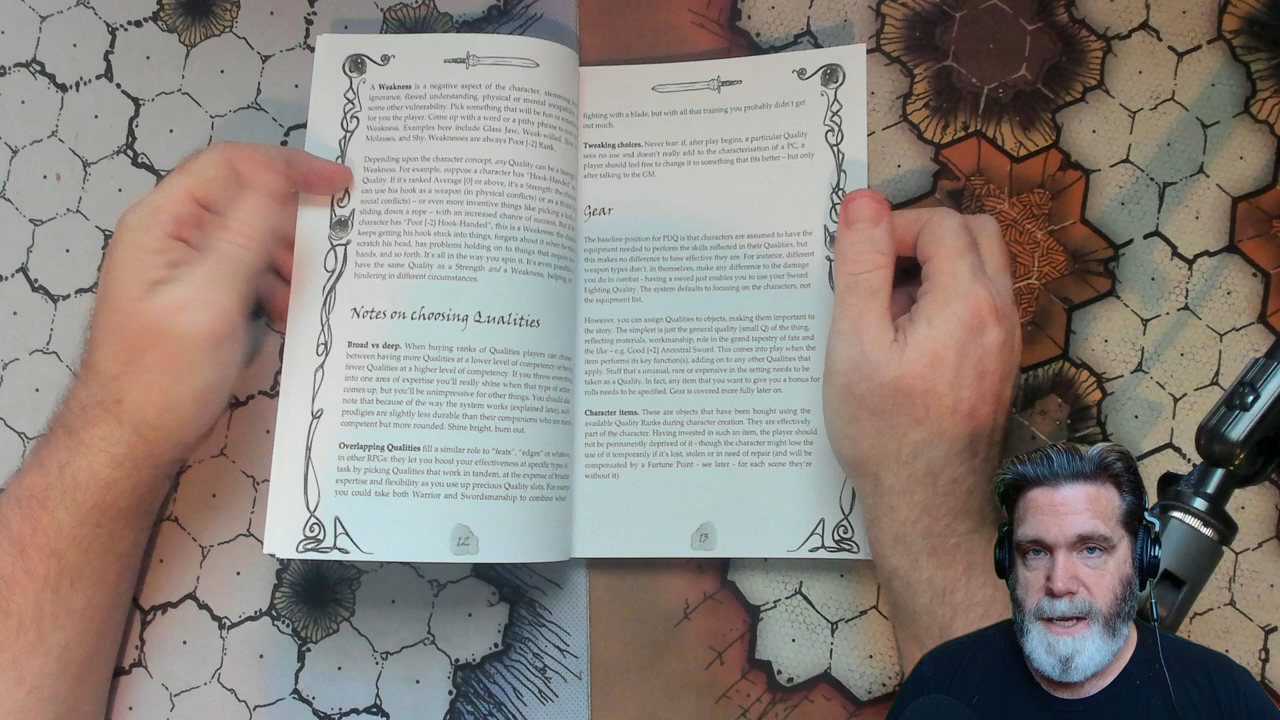 A Weakness is a negative aspect of the character, stemming
ignorance, flawed understanding, physical or mental
some other vulnerability. Pick something that will be fun or
for you the player. Come up with a word or a pithy phrase to
Weakness. Examples here include Glass Jaw, Weak-willed,
Molasses, and Shy. Weaknesses are always Poor [-2] Rank.
Depending upon the character concept, any Quality can be a
Weakness. For example, suppose a character has "Hook-Handed"
Quality. If it's ranked Average [0] or above, it's a Strength: the
can use his hook as a weapon (in physical conflicts) or as a
social conflicts) – or even more inventive things like picking a
sliding down a rope – with an increased chance of success. But
character has "Poor [-2] Hook-Handed", this is a Weakness: the
keeps getting his hook stuck into things, forgets about it when
scratch his head, has problems holding on to things that require
hands, and so forth. It's all in the way you spin it. It's even
have the same Quality as a Strength and a Weakness, helping
hindering in different circumstances.
Notes on choosing Qualities
Broad vs deep. When buying ranks of Qualities players can
between having more Qualities at a lower level of competency or
fewer Qualities at a higher level of competency. If you throw
into one area of expertise you'll really shine when that type of
comes up, but you'll be unimpressive for other things. You should
note that because of the way the system works (explained later) such
prodigies are slightly less durable than their companions who are
competent but more rounded. Shine bright, burn out.
Overlapping Qualities fill a similar role to "feats", "edges" or
in other RPGs: they let you boost your effectiveness at specific
task by picking Qualities that work in tandem, at the expense of
expertise and flexibility as you use up precious Quality slots. For
you could take both Warrior and Swordsmanship to combine
12
fighting with a blade, but with all that training you probably didn't get
out much.
Tweaking choices. Never fear: if, after play begins, a particular Quality
sees no use and doesn't really add to the characterisation of a PC, a
player should feel free to change it to something that fits better – but only
after talking to the GM.
Gear
The baseline position for PDQ is that characters are assumed to have the
equipment needed to perform the skills reflected in their Qualities, but
this makes no difference to how effective they are. For instance, different
weapon types don't, in themselves, make any difference to the damage
you do in combat - having a sword just enables you to use your Sword
Fighting Quality. The system defaults to focusing on the characters, not
the equipment list.
However, you can assign Qualities to objects, making them important to
the story. The simplest is just the general quality (small Q) of the thing,
reflecting materials, workmanship, role in the grand tapestry of fate and
the like – e.g. Good [+2] Ancestral Sword. This comes into play when the
item performs its key function(s), adding on to any other Qualities that
apply. Stuff that's unusual, rare or expensive in the setting needs to be
taken as a Quality. In fact, any item that you want to give you a bonus for
rolls needs to be specified. Gear is covered more fully later on.
Character items. These are objects that have been bought using the
available Quality Ranks during character creation. They are effectively
part of the character. Having invested in such an item, the player should
not be permanently deprived of it - though the character might lose the
use of it temporarily if it's lost, stolen or in need of repair (and will be
compensated by a Fortune Point - see later - for each scene they're
without it).
13